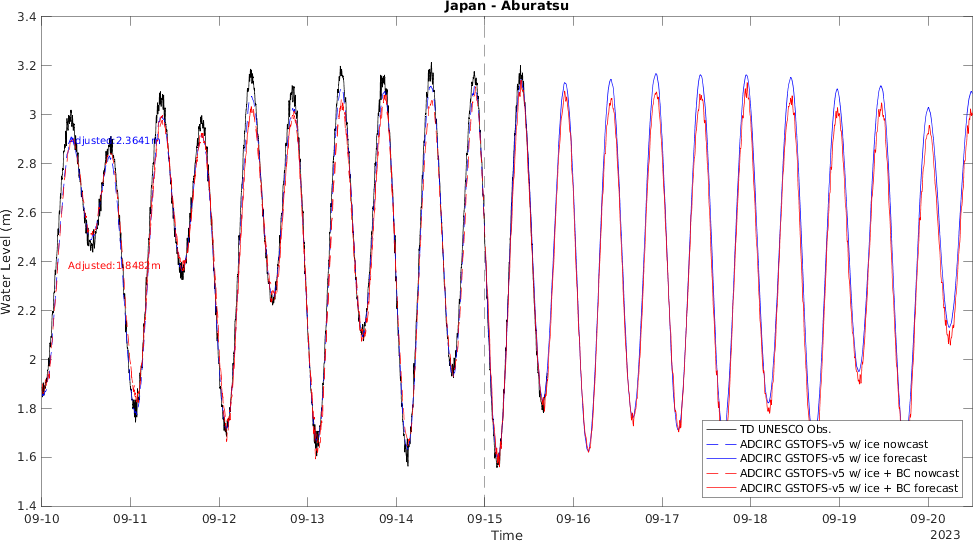 Japan - Aburatsu
3.4
3.2
3
2.8
2.6
2.4
2.2
2
1.8
1.6
1.4
Water Level (m)
Adjusted:2.3641m
Adjusted:1.8482m
TD UNESCO Obs.
ADCIRC GSTOFS-v5 w/ ice nowcast
ADCIRC GSTOFS-v5 w/ ice forecast
ADCIRC GSTOFS-v5 w/ ice + BC nowcast
ADCIRC GSTOFS-v5 w/ ice + BC forecast
09-10 09-11 09-12 09-13 09-14 09-15 09-16 09-17 09-18 09-19 09-20
Time
2023